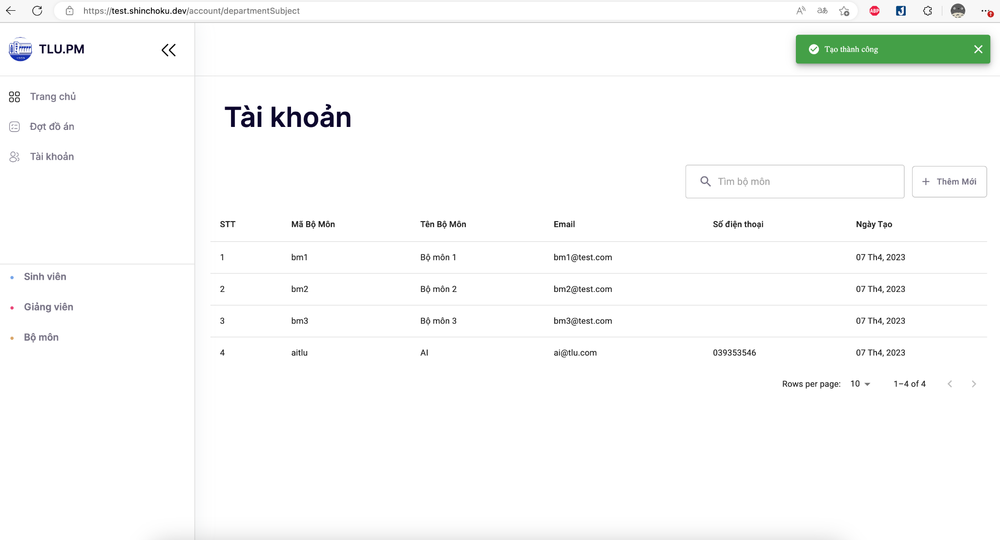 https://test.shinchoku.dev/account/departmentSubject
aあ
ABP
TLU.PM
1959
Tạo thành công
Trang chủ
Đợt đồ án
Tài khoản
Sinh viên
Giảng viên
Bộ môn
Tài khoản
Tìm bộ môn
+ Thêm Mới
STT Mã Bộ Môn Tên Bộ Môn Email Số điện thoại Ngày Tạo
1 bm1 Bộ môn 1 bm1@test.com 07 Th4, 2023
2 bm2 Bộ môn 2 bm2@test.com 07 Th4, 2023
3 bm3 Bộ môn 3 bm3@test.com 07 Th4, 2023
4 aitlu AI ai@tlu.com 039353546 07 Th4, 2023
Rows per page: 10 1–4 of 4